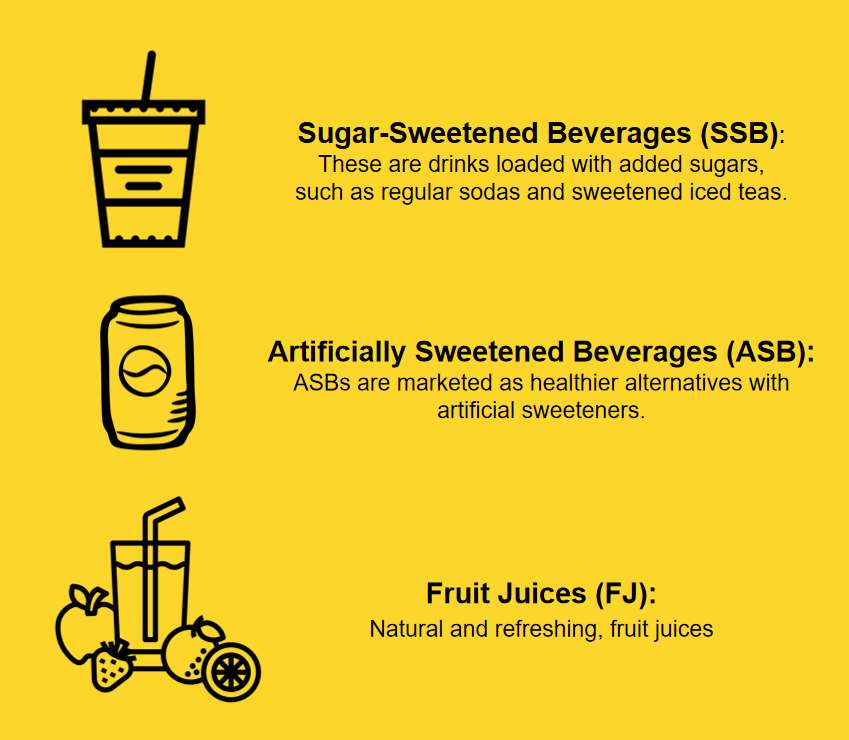 Sugar-Sweetened Beverages (SSB):
These are drinks loaded with added sugars,
such as regular sodas and sweetened iced teas.
Artificially Sweetened Beverages (ASB):
ASBs are marketed as healthier alternatives with
artificial sweeteners.
Fruit Juices (FJ):
Natural and refreshing, fruit juices